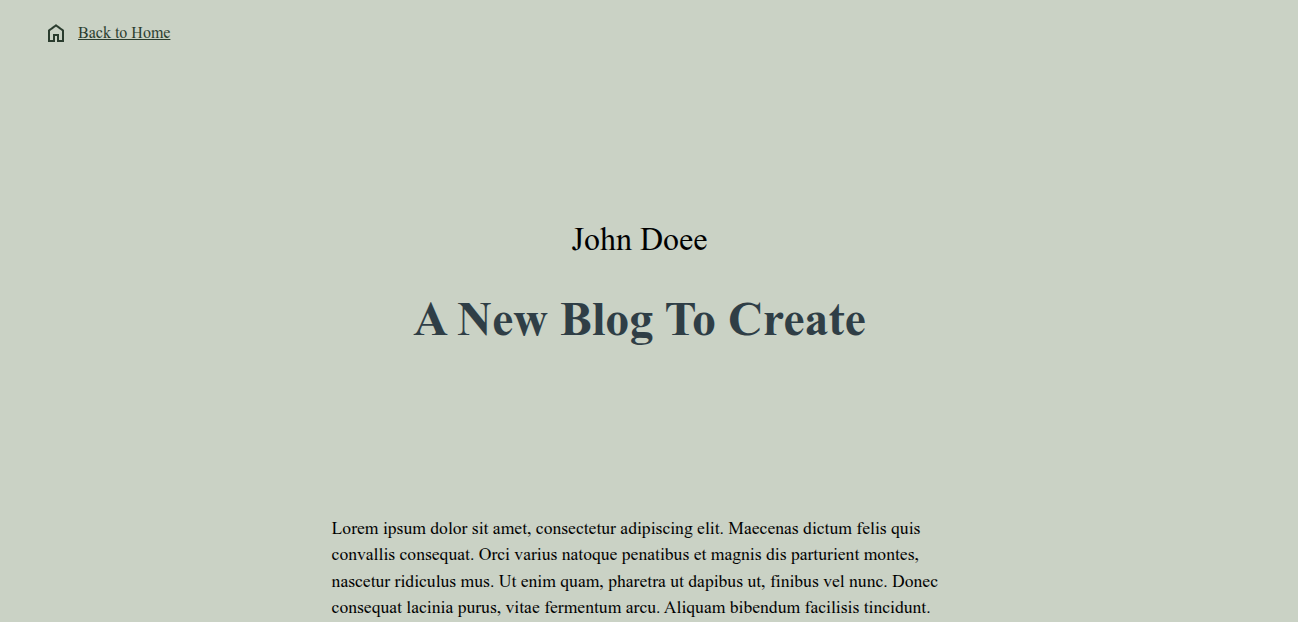 Back to Home
John Doee
A New Blog To Create
Lorem ipsum dolor sit amet, consectetur adipiscing elit. Maecenas dictum felis quis
convallis consequat. Orci varius natoque penatibus et magnis dis parturient montes,
nascetur ridiculus mus. Ut enim quam, pharetra ut dapibus ut, finibus vel nunc. Donec
consequat lacinia purus, vitae fermentum arcu. Aliquam bibendum facilisis tincidunt.